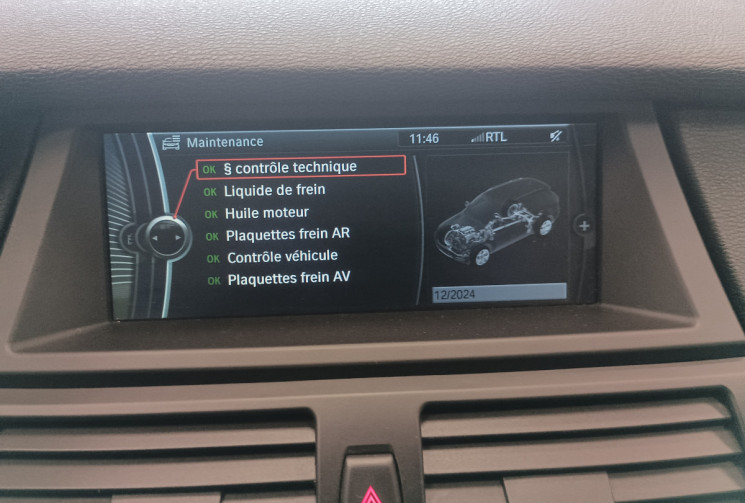 Maintenance
11:46
RTL
OK § contrôle technique
OK Liquide de frein
OK Huile moteur
OK Plaquettes frein AR
OK Contrôle véhicule
OK Plaquettes frein AV
E
+
12/2024